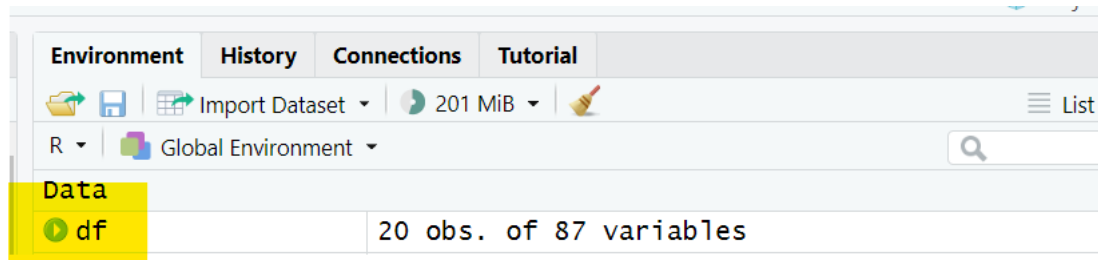 Environment History Connections Tutorial
Import Dataset 201 MiB List
R Global Environment
Data
df 20 obs. of 87 variables